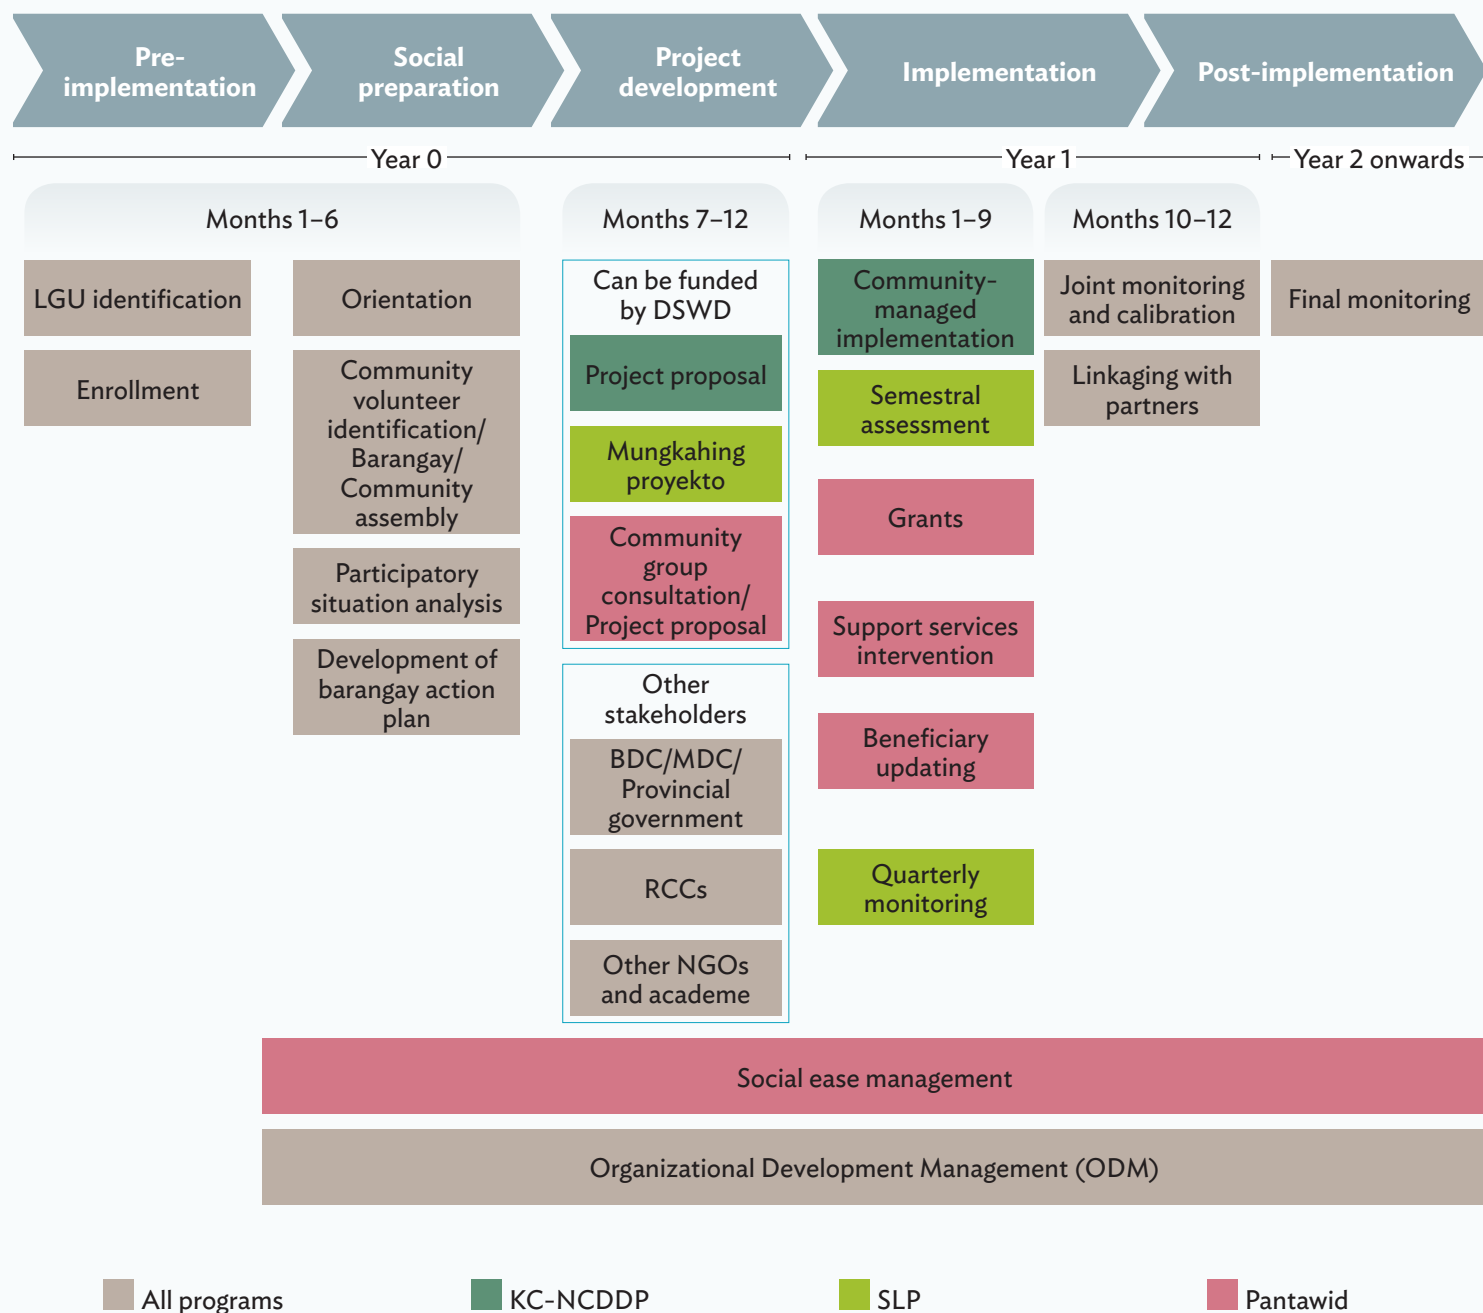 Pre-
implementation
Social
preparation
Project
development
Implementation
Post-implementation
Year 0
Year 1
Year 2 onwards
Months 1–6
Months 7–12
Months 1–9
Months 10–12
LGU identification
Enrollment
Orientation
Community
volunteer
identification/
Barangay/
Community
assembly
Participatory
situation analysis
Development of
barangay action
plan
Can be funded
by DSWD
Project proposal
Mungkahing
proyekto
Community
group
consultation/
Project proposal
Other
stakeholders
BDC/MDC/
Provincial
government
RCCs
Other NGOs
and academe
Community-
managed
implementation
Semestral
assessment
Grants
Support services
intervention
Beneficiary
updating
Quarterly
monitoring
Joint monitoring
and calibration
Linkaging with
partners
Final monitoring
Social ease management
Organizational Development Management (ODM)
All programs
KC-NCDDP
SLP
Pantawid